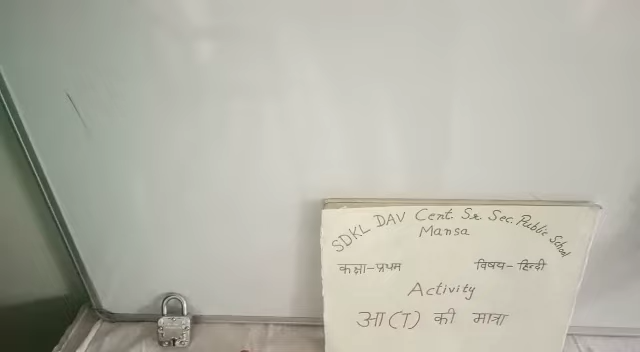 SDKL DAV Cent. Sr. Sec. Public School
Mansa
कक्षा-प्रथम विषय-हिन्दी
Activity
आ (ा) की मात्रा